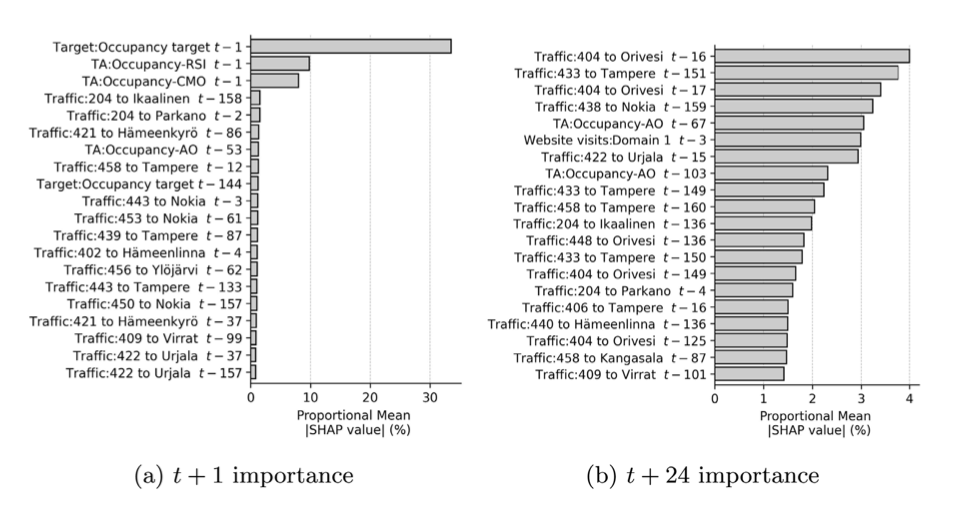 Target:Occupancy target t − 1
TA:Occupancy-RSI t − 1
TA:Occupancy-CMO t − 1
Traffic:204 to Ikaalinen t − 158
Traffic:204 to Parkano t − 2
Traffic:421 to Hämeenkyrö t − 86
TA:Occupancy-AO t − 53
Traffic:458 to Tampere t − 12
Target:Occupancy target t − 144
Traffic:443 to Nokia t − 3
Traffic:453 to Nokia t − 61
Traffic:439 to Tampere t − 87
Traffic:402 to Hämeenlinna t − 4
Traffic:456 to Ylöjärvi t − 62
Traffic:443 to Tampere t − 133
Traffic:450 to Nokia t − 157
Traffic:421 to Hämeenkyrö t − 37
Traffic:409 to Virrat t − 99
Traffic:422 to Urjala t − 37
Traffic:422 to Urjala t − 157
0 10 20 30
Proportional Mean
|SHAP value| (%)
(a) t + 1 importance
Traffic:404 to Orivesi t − 16
Traffic:433 to Tampere t − 151
Traffic:404 to Orivesi t − 17
Traffic:438 to Nokia t − 159
TA:Occupancy-AO t − 67
Website visits:Domain 1 t − 3
Traffic:422 to Urjala t − 15
TA:Occupancy-AO t − 103
Traffic:433 to Tampere t − 149
Traffic:458 to Tampere t − 160
Traffic:204 to Ikaalinen t − 136
Traffic:448 to Orivesi t − 136
Traffic:433 to Tampere t − 150
Traffic:404 to Orivesi t − 149
Traffic:204 to Parkano t − 4
Traffic:406 to Tampere t − 16
Traffic:440 to Hämeenlinna t − 136
Traffic:404 to Orivesi t − 125
Traffic:458 to Kangasala t − 87
Traffic:409 to Virrat t − 101
0 1 2 3 4
Proportional Mean
|SHAP value| (%)
(b) t + 24 importance